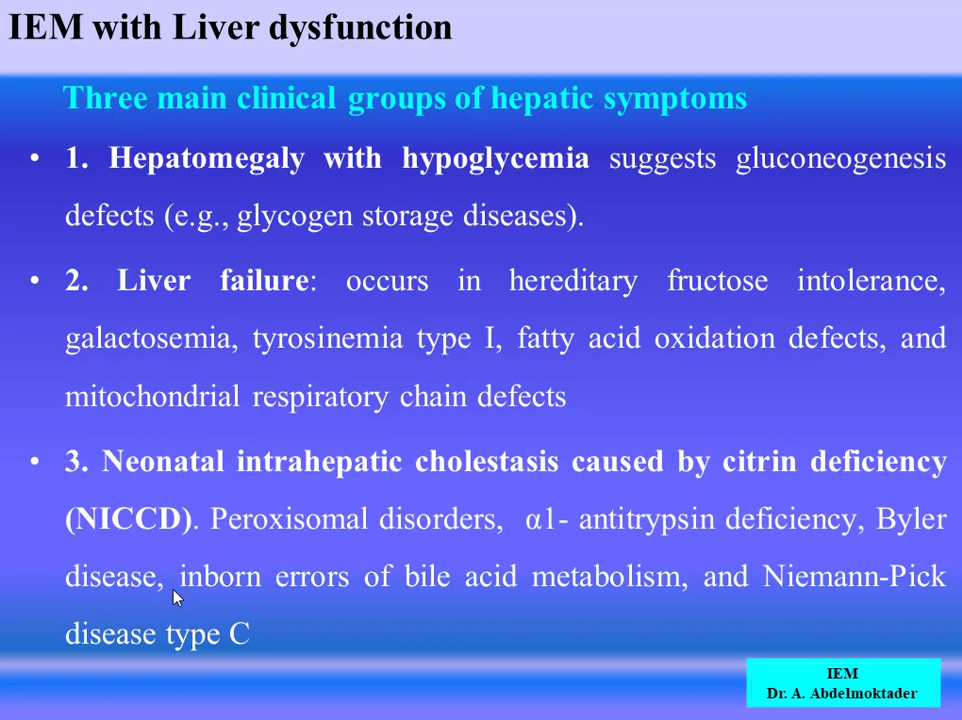 IEM with Liver dysfunction
Three main clinical groups of hepatic symptoms
• 1. Hepatomegaly with hypoglycemia suggests gluconeogenesis
defects (e.g., glycogen storage diseases).
• 2. Liver failure: occurs in hereditary fructose intolerance,
galactosemia, tyrosinemia type I, fatty acid oxidation defects, and
mitochondrial respiratory chain defects
• 3. Neonatal intrahepatic cholestasis caused by citrin deficiency
(NICCD). Peroxisomal disorders, α1- antitrypsin deficiency, Byler
disease, inborn errors of bile acid metabolism, and Niemann-Pick
disease type C
IEM
Dr. A. Abdelmoktader